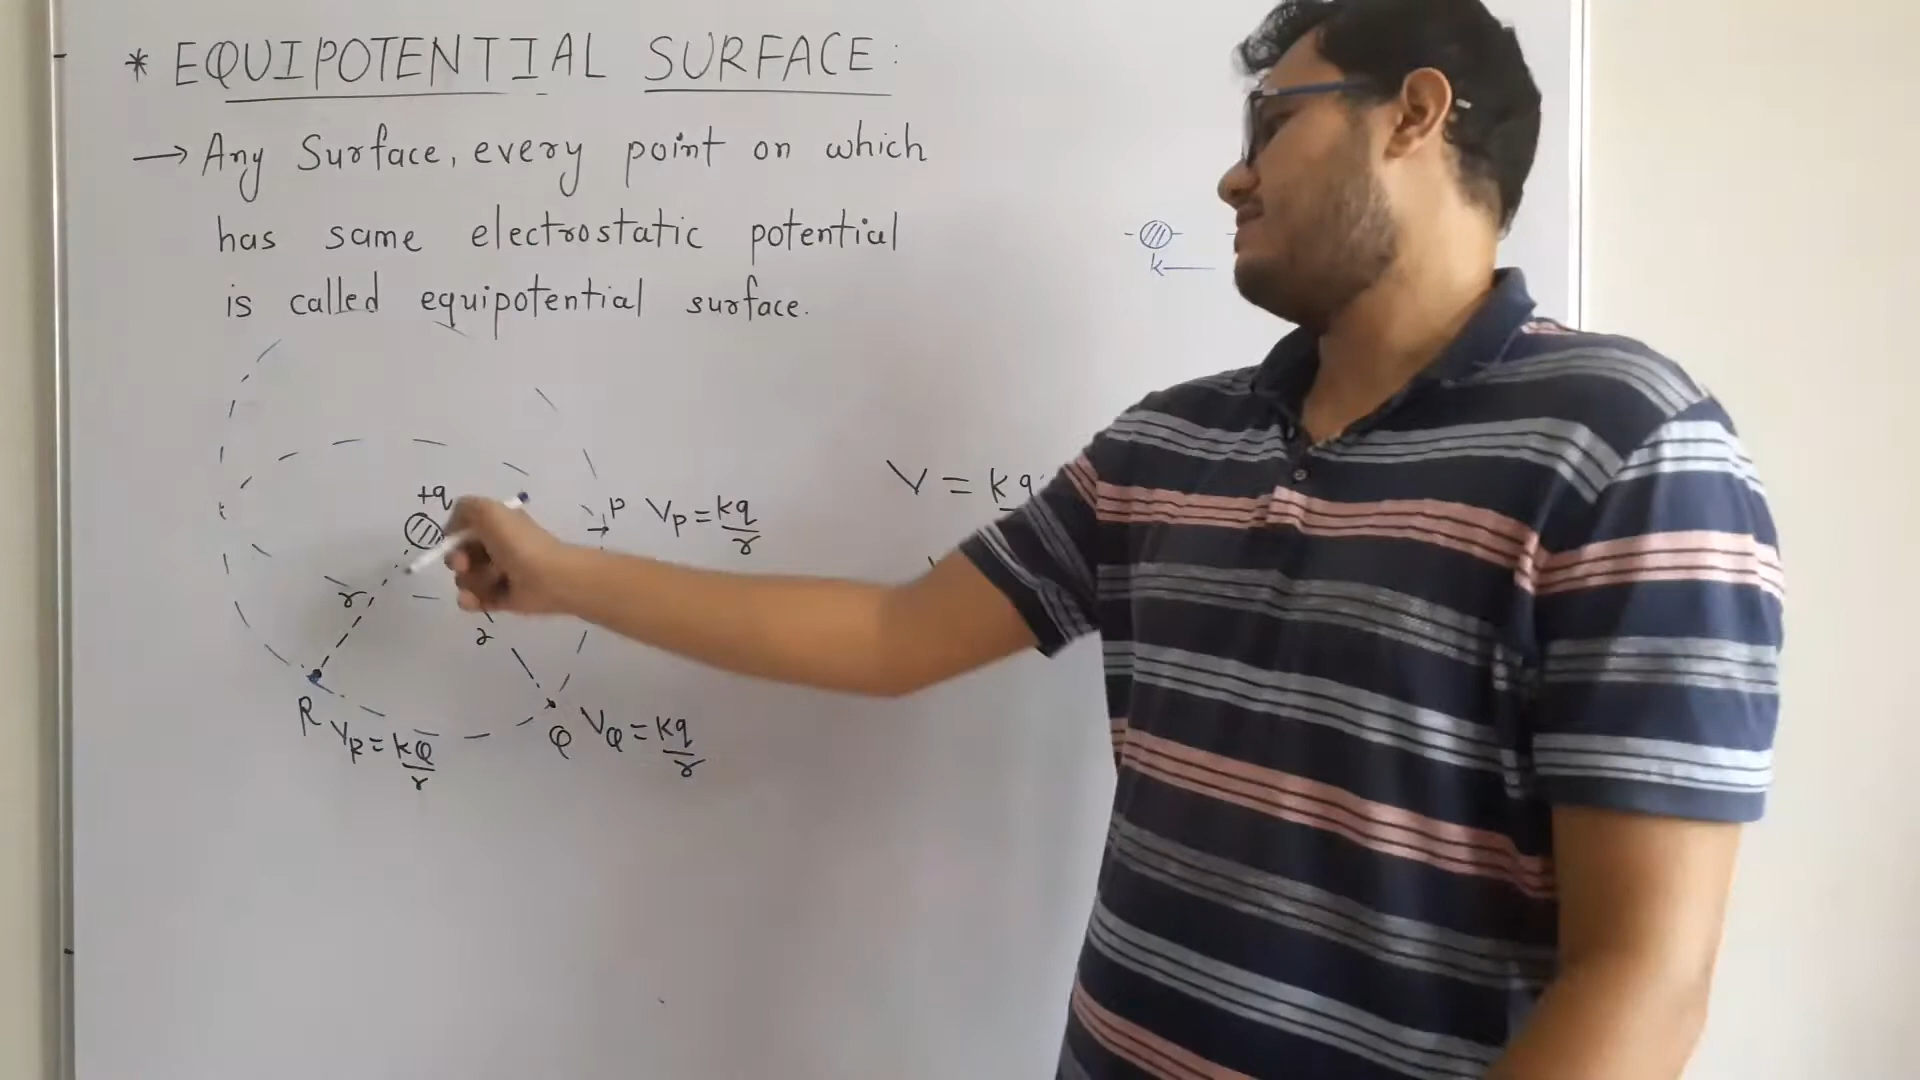 * EQUIPOTENTIAL SURFACE:
→ Any Surface, every point on which
has same electrostatic potential
is called equipotential surface.
k
V = kq
+q
P Vp = kq/r
r
r
R VR = kQ/r
Q VQ = kq/r